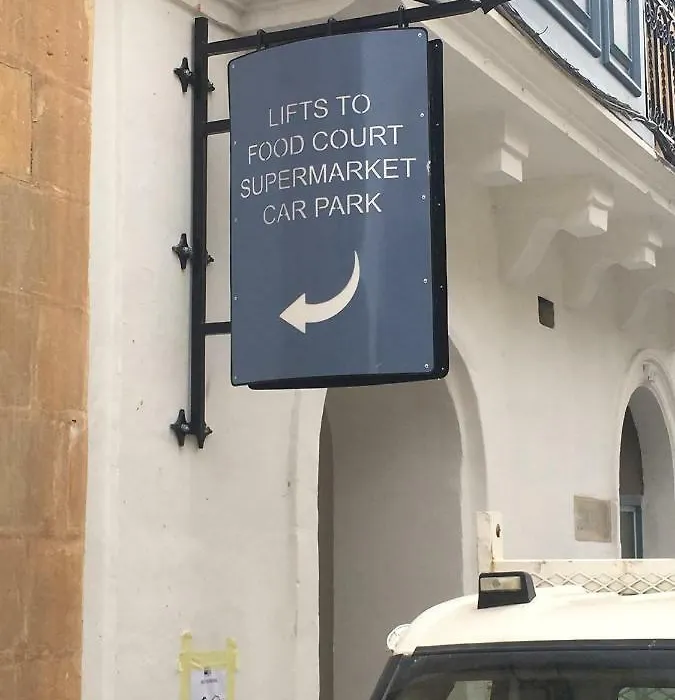 LIFTS TO
FOOD COURT
SUPERMARKET
CAR PARK